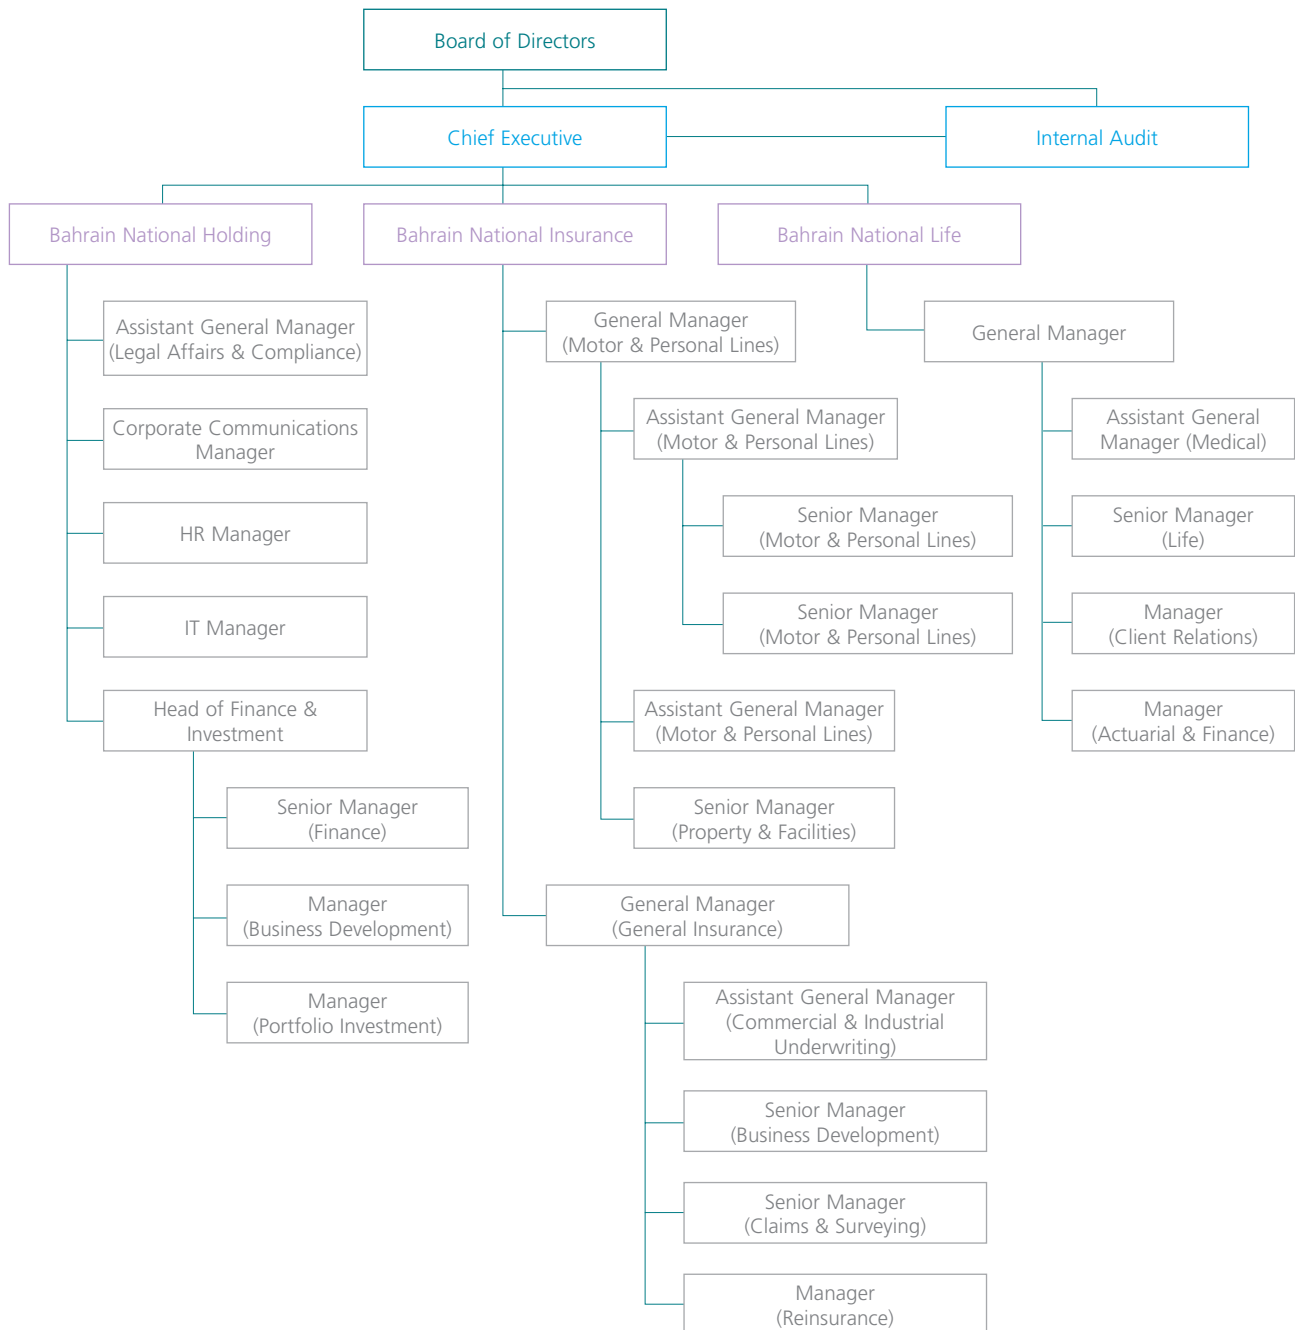 Board of Directors
Chief Executive
Internal Audit
Bahrain National Holding
Bahrain National Insurance
Bahrain National Life
Assistant General Manager
(Legal Affairs & Compliance)
Corporate Communications
Manager
HR Manager
IT Manager
Head of Finance &
Investment
Senior Manager
(Finance)
Manager
(Business Development)
Manager
(Portfolio Investment)
General Manager
(Motor & Personal Lines)
Assistant General Manager
(Motor & Personal Lines)
Senior Manager
(Motor & Personal Lines)
Senior Manager
(Motor & Personal Lines)
Assistant General Manager
(Motor & Personal Lines)
Senior Manager
(Property & Facilities)
General Manager
(General Insurance)
Assistant General Manager
(Commercial & Industrial
Underwriting)
Senior Manager
(Business Development)
Senior Manager
(Claims & Surveying)
Manager
(Reinsurance)
General Manager
Assistant General
Manager (Medical)
Senior Manager
(Life)
Manager
(Client Relations)
Manager
(Actuarial & Finance)